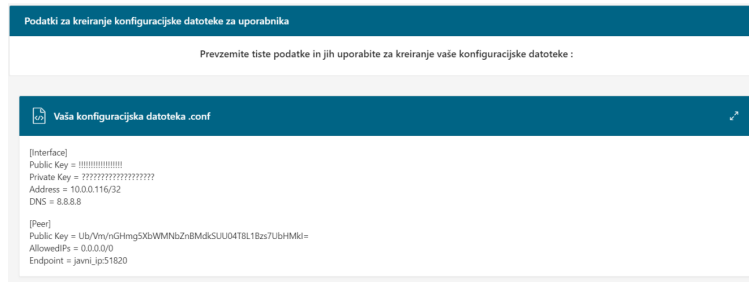 Podatki za kreiranje konfiguracijske datoteke za uporabnika
Prevzemite tiste podatke in jih uporabite za kreiranje vaše konfiguracijske datoteke :
Vaša konfiguracijska datoteka .conf
[Interface]
Public Key = !!!!!!!!!!!!!!!!!!
Private Key = ???????????????????
Address = 10.0.0.116/32
DNS = 8.8.8.8
[Peer]
Public Key = Ub/Vm/nGHmg5XbWMNbZnBMdkSUU04T8L1Bzs7UbHMkI=
AllowedIPs = 0.0.0.0/0
Endpoint = javni_ip:51820